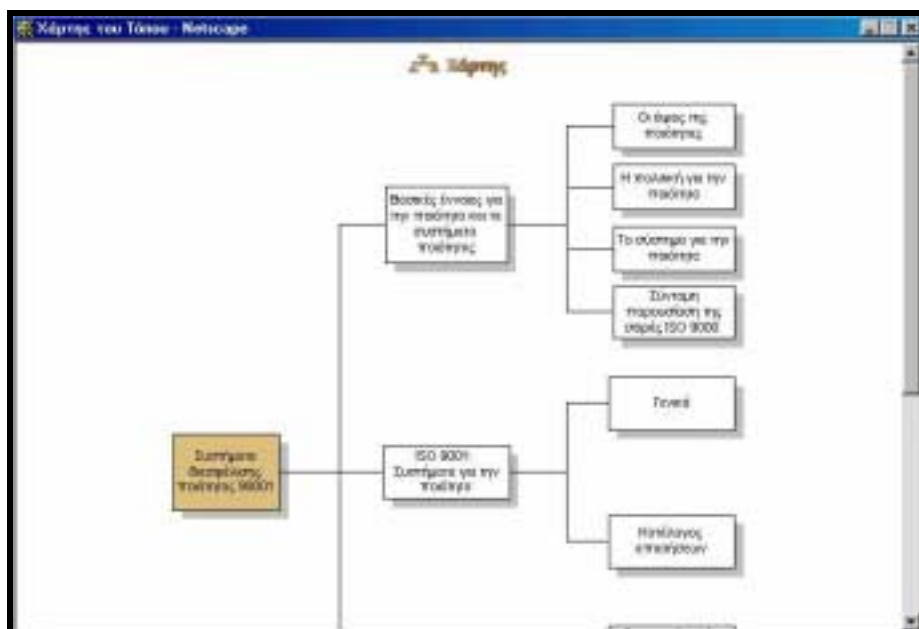 Χάρτης του Τόπου - Netscape
Χάρτης
Οι όψεις της
ποιότητας
Η πολιτική για την
ποιότητα
Βασικές έννοιες για
την ποιότητα και τα
συστήματα
ποιότητας
Το σύστημα για την
ποιότητα
Σύντομη
παρουσίαση της
σειράς ISO 9000
Γενικά
Συστήματα
διασφάλισης
ποιότητας
ISO 9001:
Συστήματα για την
ποιότητα
Κατάλογος
απαιτήσεων